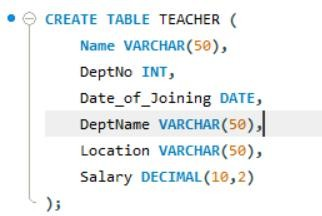 CREATE TABLE TEACHER (
Name VARCHAR(50),
DeptNo INT,
Date_of_Joining DATE,
DeptName VARCHAR(50),
Location VARCHAR(50),
Salary DECIMAL(10,2)
);